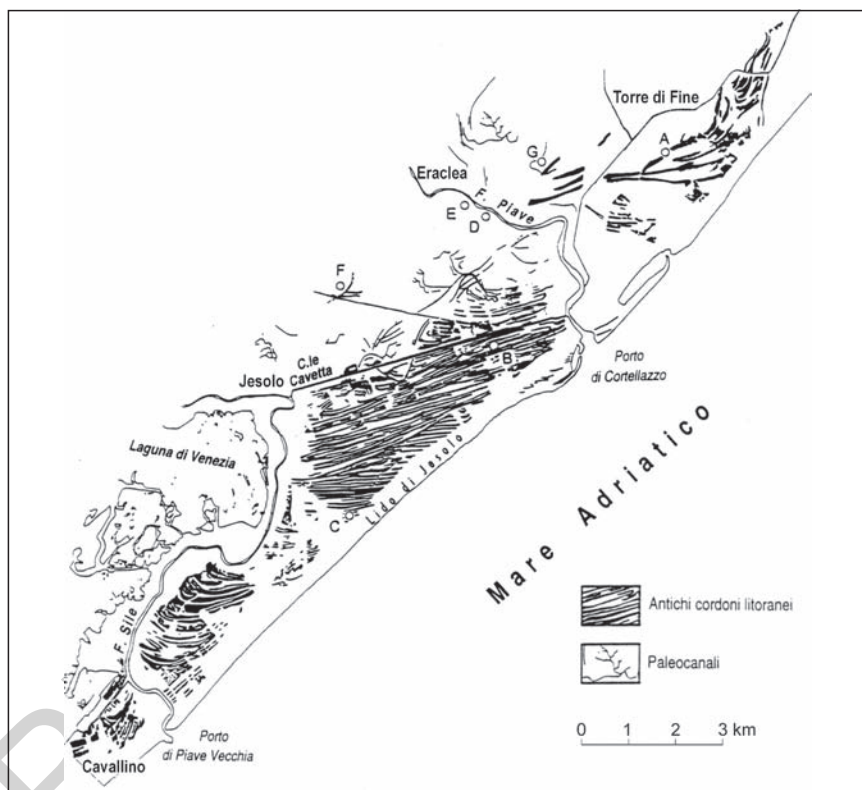 Torre di Fine
A
G
Eraclea
F. Piave
E
D
F
B
C.le
Cavetta
Jesolo
Porto
di Cortellazzo
Laguna di Venezia
Lido di Jesolo
C
Mare Adriatico
Antichi cordoni litoranei
F. Sile
Paleocanali
0 1 2 3 km
Porto
di Piave Vecchia
Cavallino